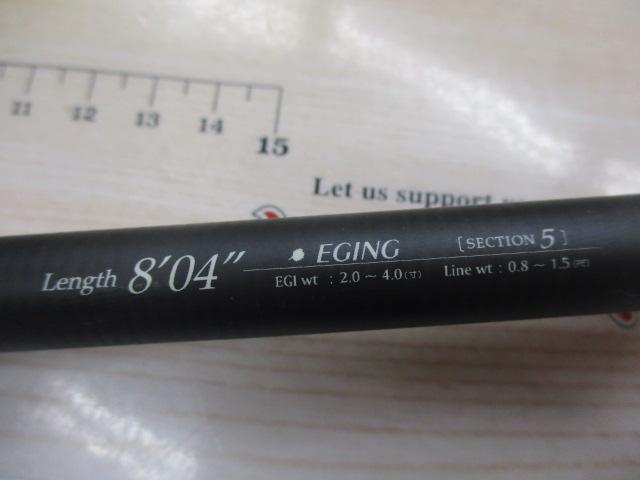 11 12 13 14 15
Let us support
Length 8'04" EGING [SECTION 5]
EGI wt : 2.0 ~ 4.0(寸) Line wt : 0.8 ~ 1.5(PE)